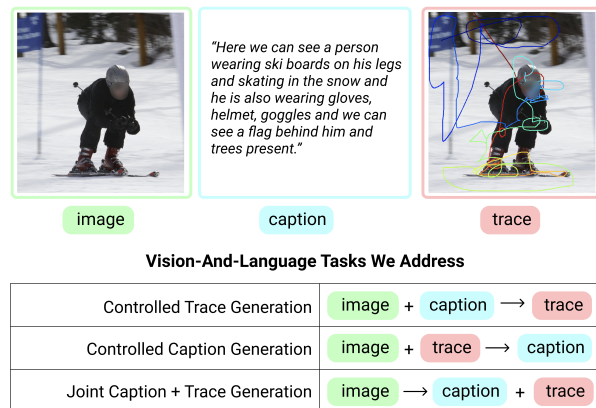 “Here we can see a person
wearing ski boards on his legs
and skating in the snow and
he is also wearing gloves,
helmet, goggles and we can
see a flag behind him and
trees present.”
image
caption
trace
Vision-And-Language Tasks We Address
Controlled Trace Generation image + caption → trace
Controlled Caption Generation image + trace → caption
Joint Caption + Trace Generation image → caption + trace